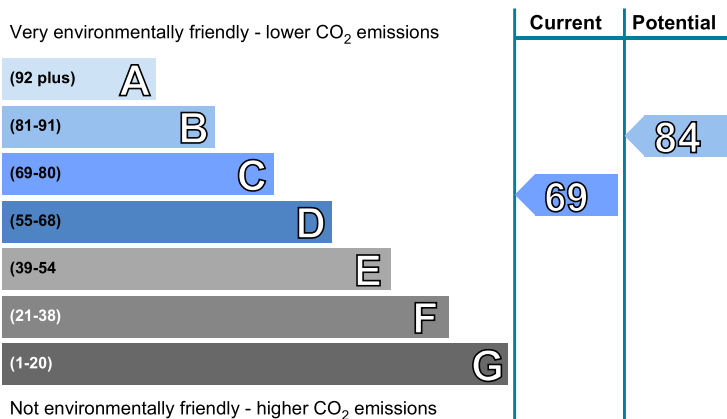 Very environmentally friendly - lower CO2 emissions
Current
Potential
(92 plus) A
(81-91) B
84
(69-80) C
69
(55-68) D
(39-54 E
(21-38) F
(1-20) G
Not environmentally friendly - higher CO2 emissions